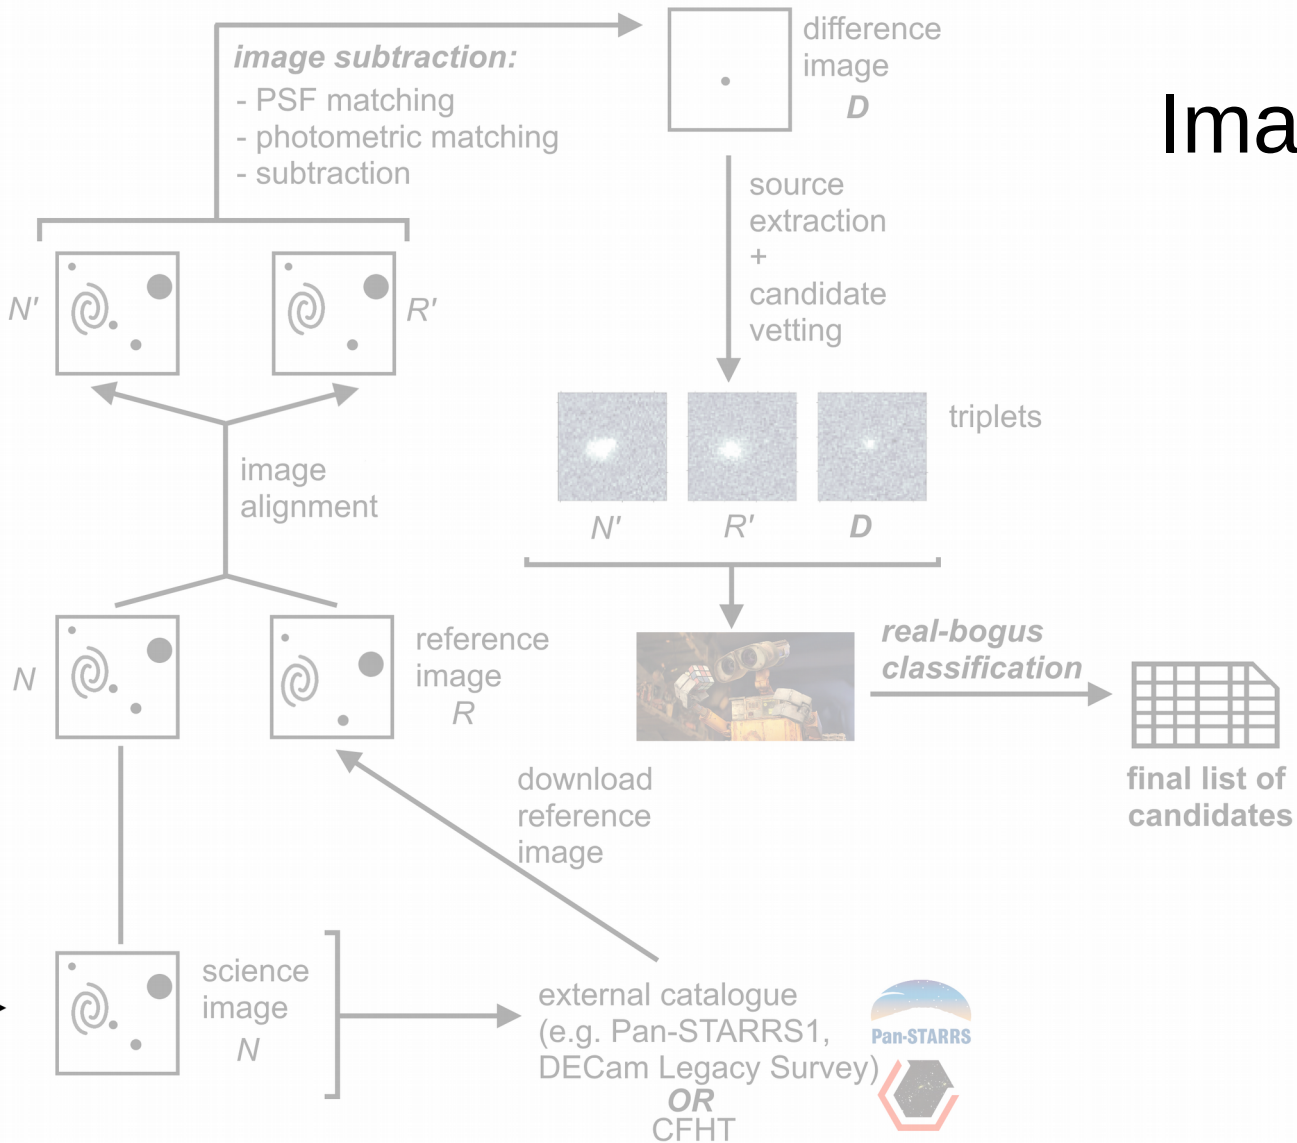 image subtraction:
- PSF matching
- photometric matching
- subtraction
difference
image
D
Ima
source
extraction
+
candidate
vetting
N'
R'
triplets
N'
R'
D
image
alignment
N
reference
image
R
real-bogus
classification
final list of
candidates
download
reference
image
science
image
N
external catalogue
(e.g. Pan-STARRS1,
DECam Legacy Survey)
OR
CFHT
Pan-STARRS